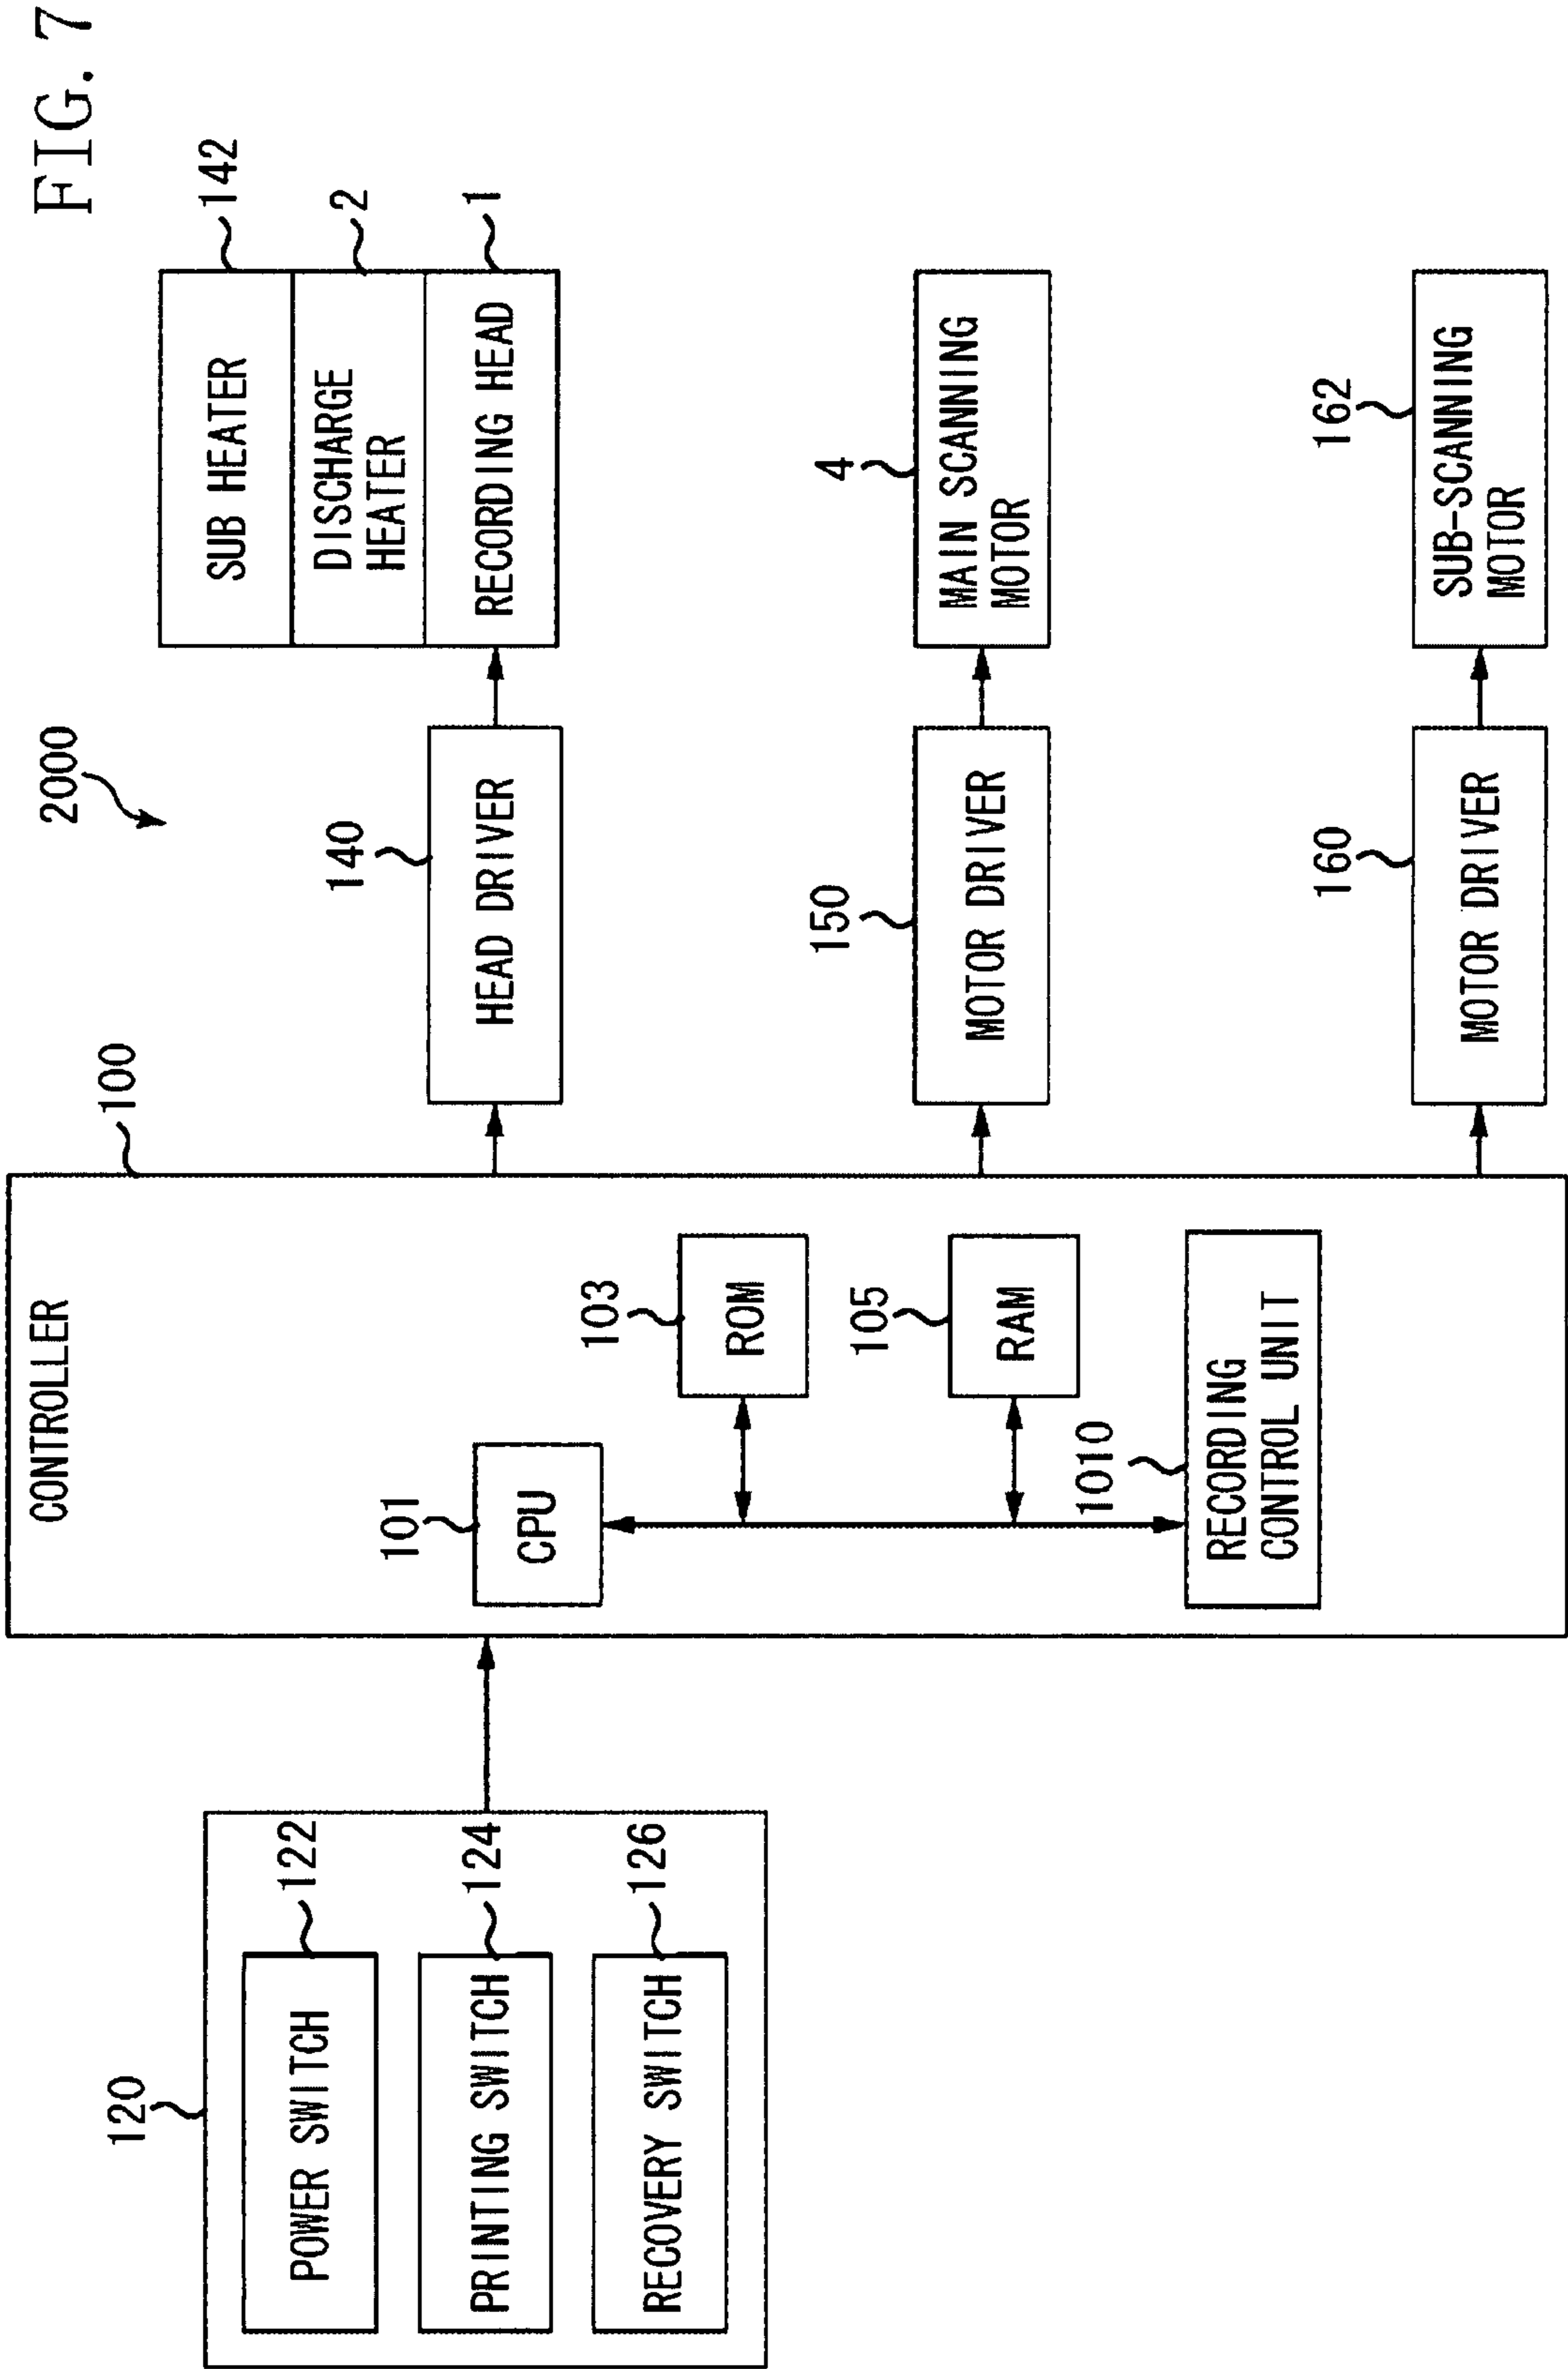 FIG. 7
2000
120
122
POWER SWITCH
124
PRINTING SWITCH
126
RECOVERY SWITCH
100
CONTROLLER
101
CPU
103
ROM
105
RAM
1010
RECORDING
CONTROL UNIT
140
HEAD DRIVER
142
SUB HEATER
2
DISCHARGE
HEATER
1
RECORDING HEAD
150
MOTOR DRIVER
4
MAIN SCANNING
MOTOR
160
MOTOR DRIVER
162
SUB-SCANNING
MOTOR